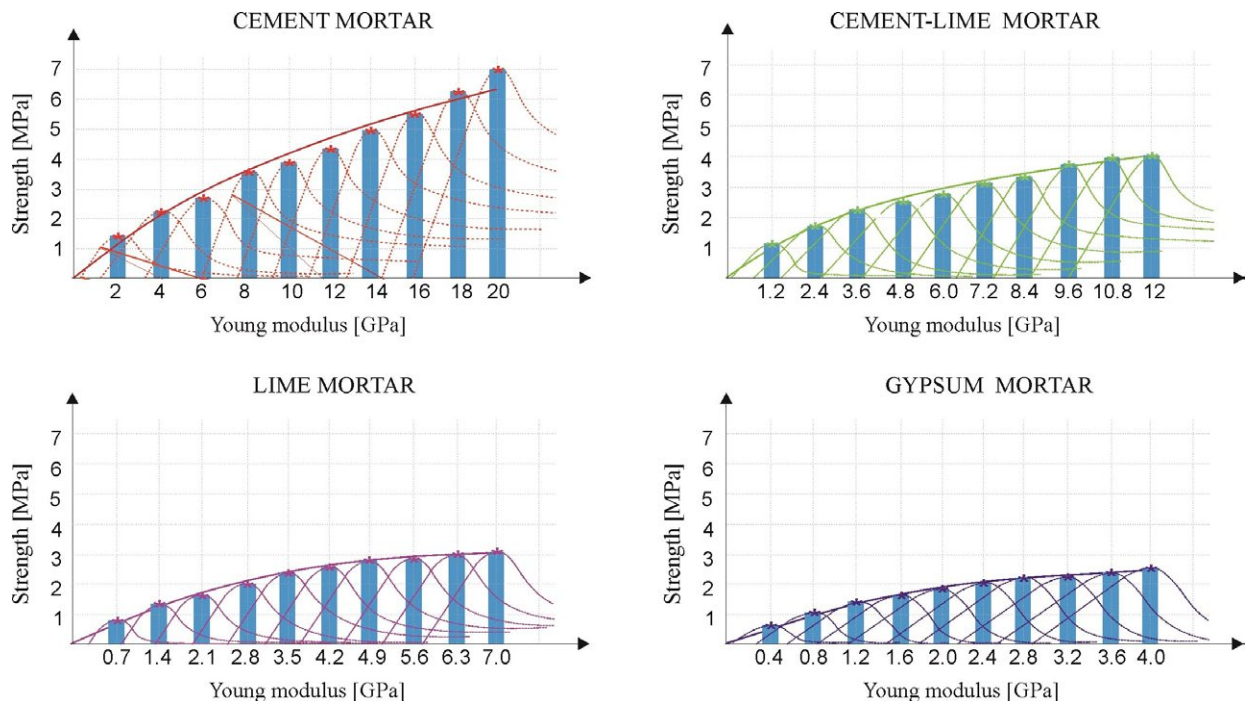 CEMENT MORTAR
Strength [MPa]
7
6
5
4
3
2
1
2 4 6 8 10 12 14 16 18 20
Young modulus [GPa]
CEMENT-LIME MORTAR
Strength [MPa]
7
6
5
4
3
2
1
1.2 2.4 3.6 4.8 6.0 7.2 8.4 9.6 10.8 12
Young modulus [GPa]
LIME MORTAR
Strength [MPa]
7
6
5
4
3
2
1
0.7 1.4 2.1 2.8 3.5 4.2 4.9 5.6 6.3 7.0
Young modulus [GPa]
GYPSUM MORTAR
Strength [MPa]
7
6
5
4
3
2
1
0.4 0.8 1.2 1.6 2.0 2.4 2.8 3.2 3.6 4.0
Young modulus [GPa]